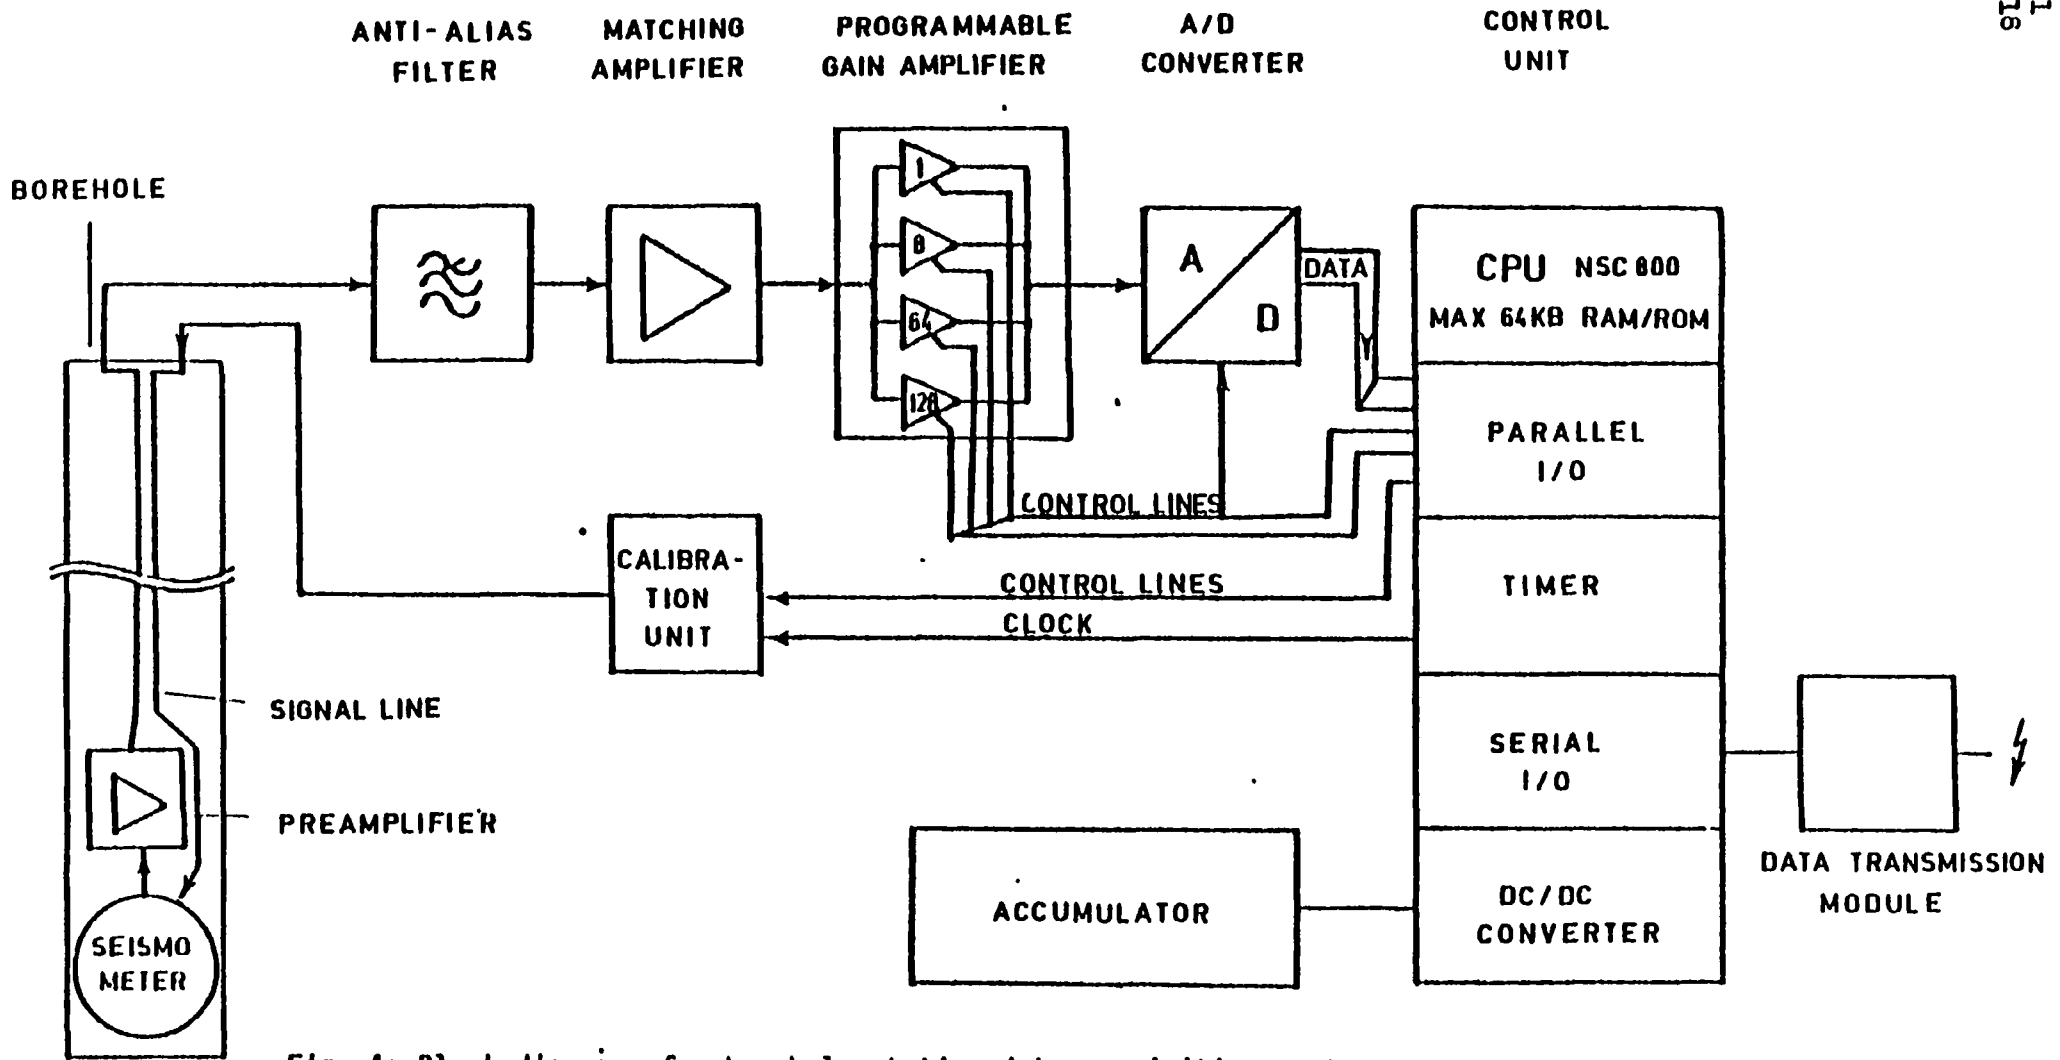 ANTI-ALIAS
FILTER
MATCHING
AMPLIFIER
PROGRAMMABLE
GAIN AMPLIFIER
A/D
CONVERTER
CONTROL
UNIT
BOREHOLE
1
8
64
128
A
D
DATA
CPU NSC 800
MAX 64KB RAM/ROM
PARALLEL
I/O
CONTROL LINES
CALIBRA-
TION
UNIT
CONTROL LINES
CLOCK
TIMER
SIGNAL LINE
SERIAL
I/O
PREAMPLIFIER
DATA TRANSMISSION
MODULE
ACCUMULATOR
DC/DC
CONVERTER
SEISMO
METER